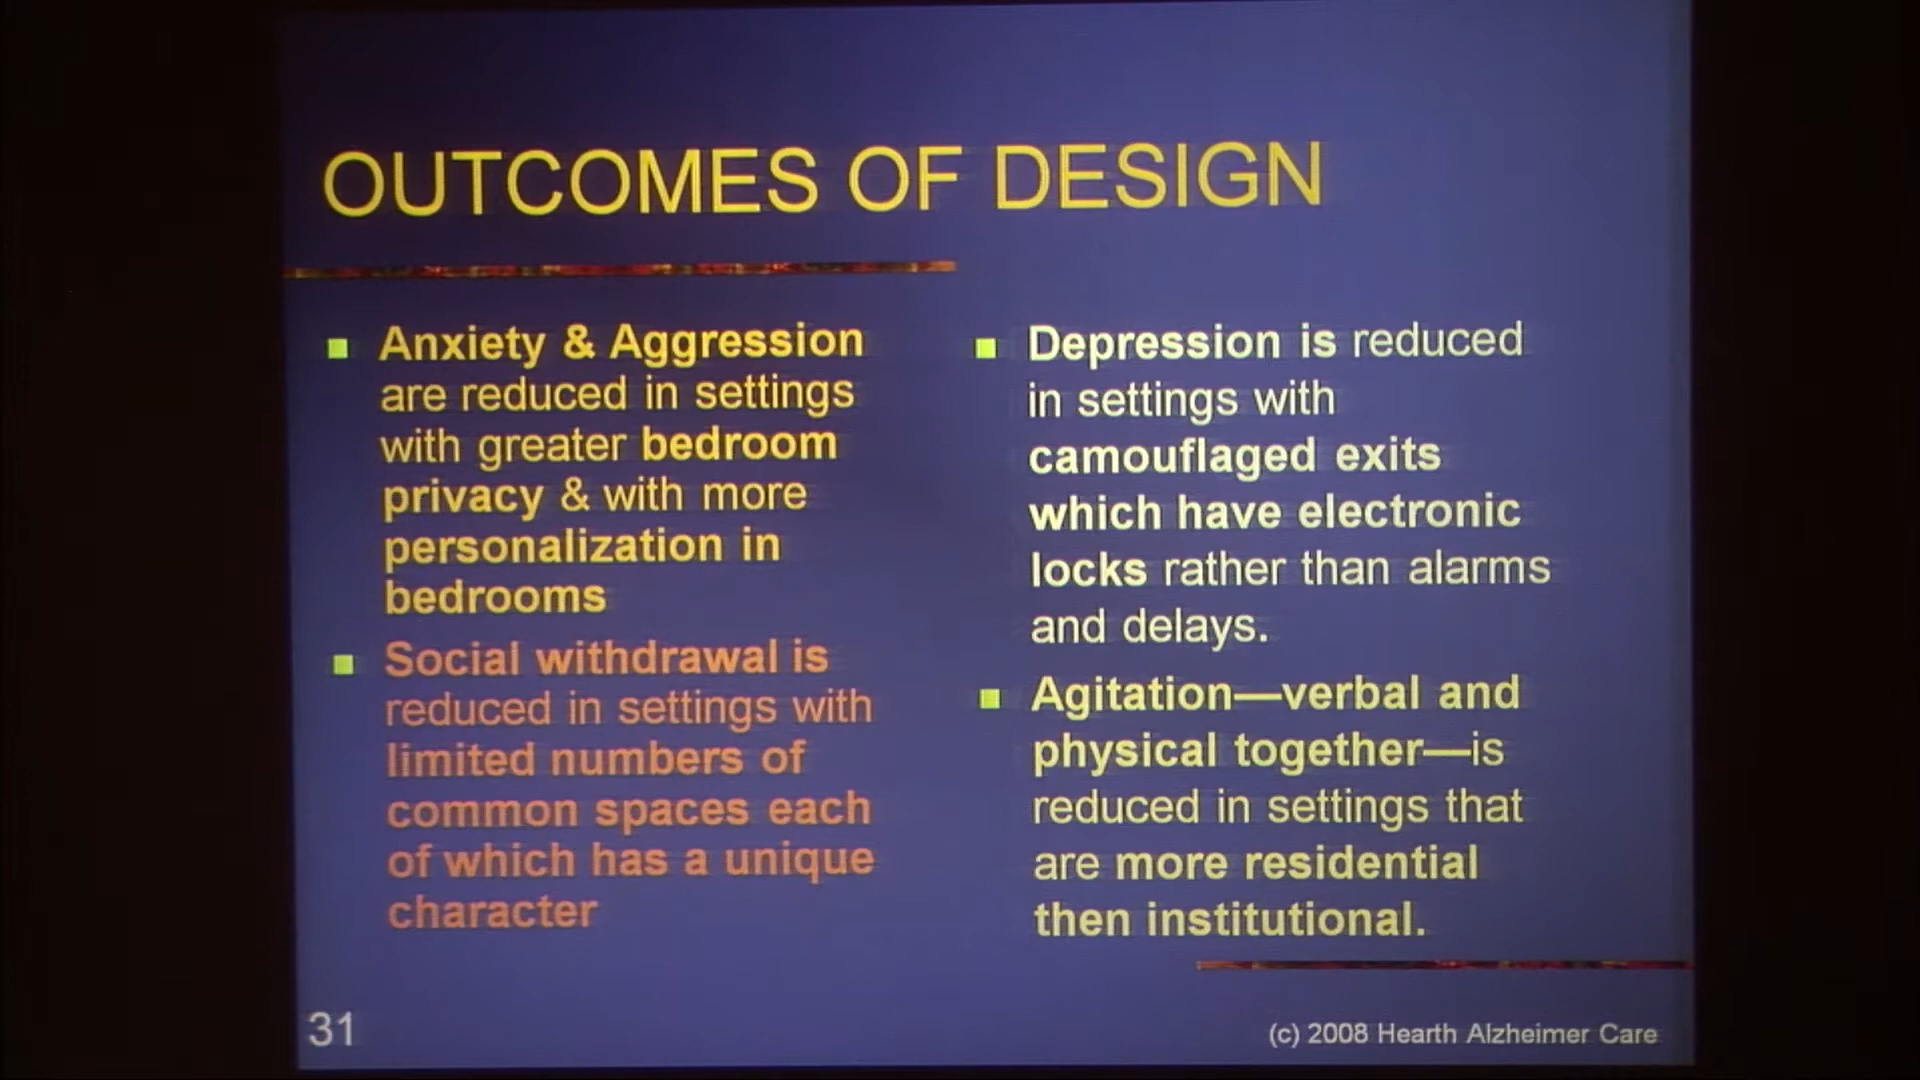 OUTCOMES OF DESIGN
Anxiety & Aggression
are reduced in settings
with greater bedroom
privacy & with more
personalization in
bedrooms
Social withdrawal is
reduced in settings with
limited numbers of
common spaces each
of which has a unique
character
Depression is reduced
in settings with
camouflaged exits
which have electronic
locks rather than alarms
and delays.
Agitation—verbal and
physical together—is
reduced in settings that
are more residential
then institutional.
31
(c) 2008 Hearth Alzheimer Care